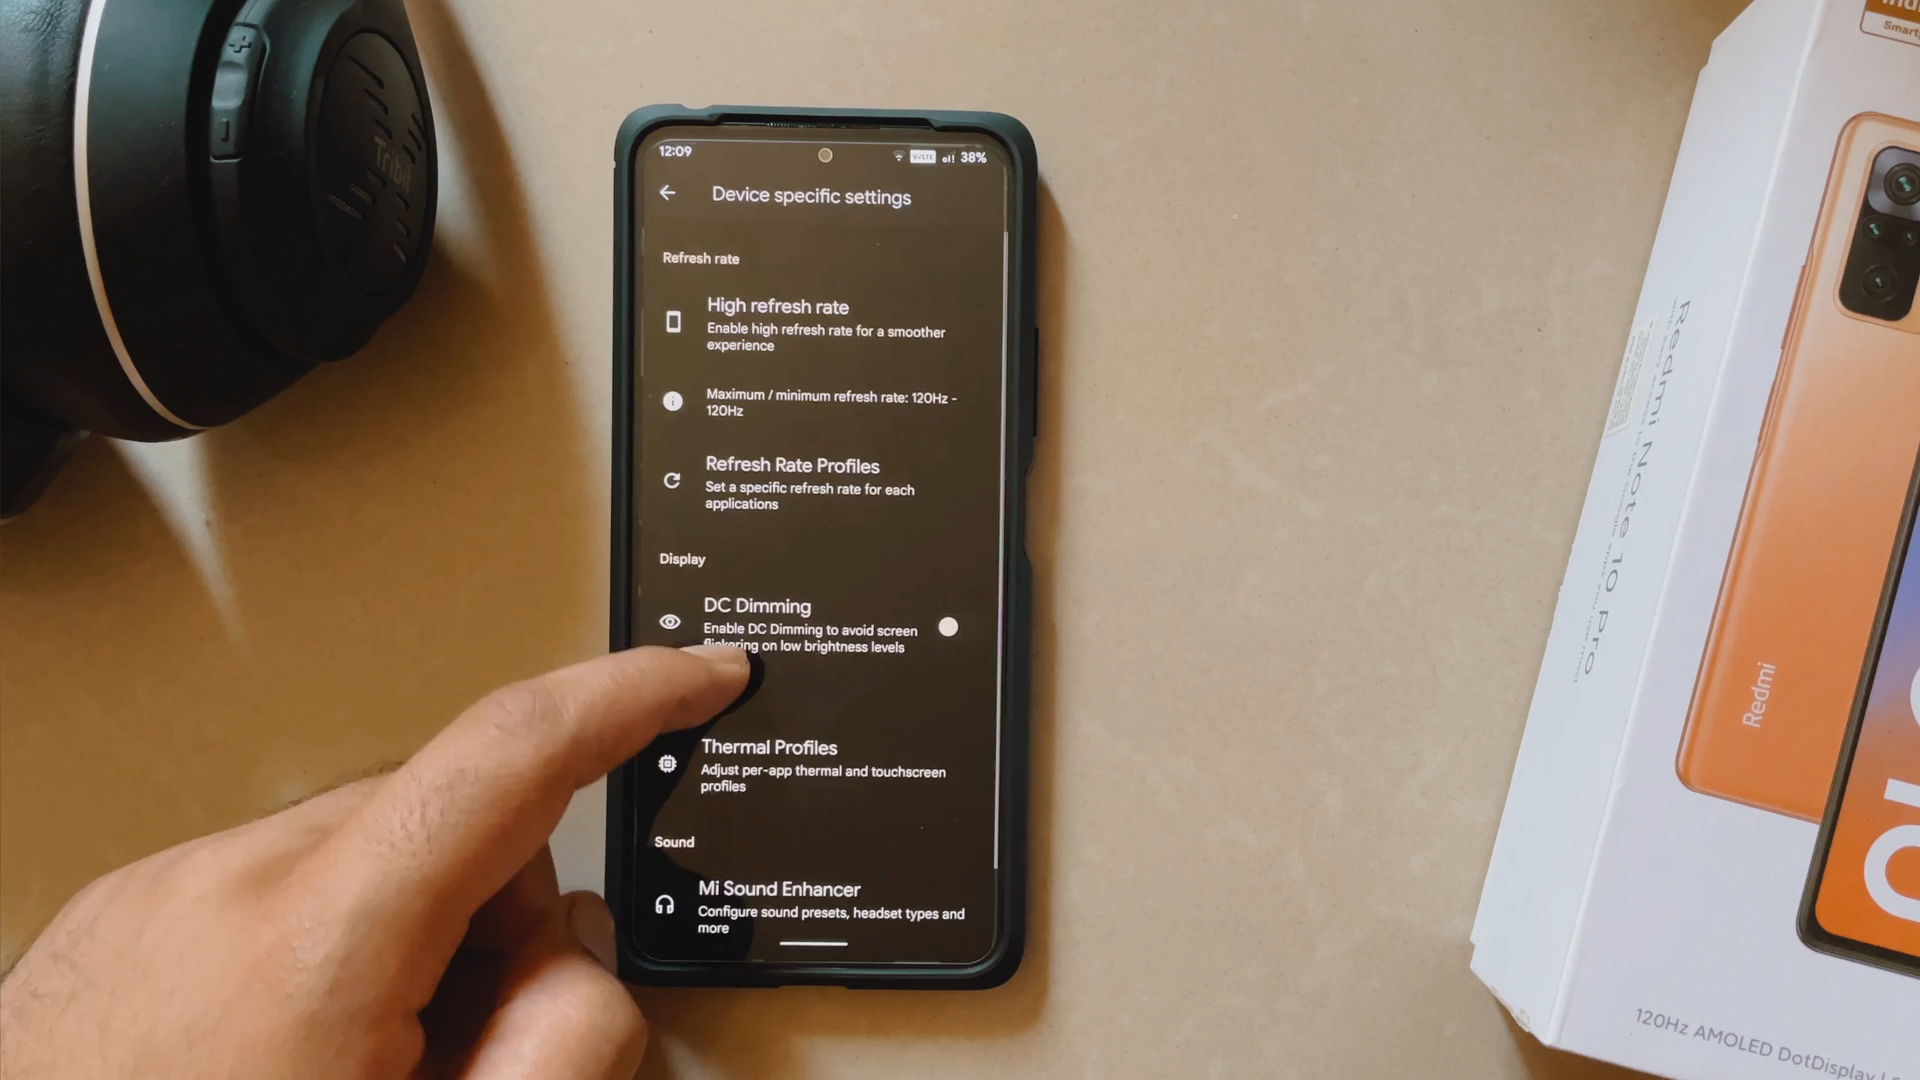 Tribit
12:09
VoLTE
38%
Device specific settings
Refresh rate
High refresh rate
Enable high refresh rate for a smoother
experience
Maximum / minimum refresh rate: 120Hz -
120Hz
Refresh Rate Profiles
Set a specific refresh rate for each
applications
Display
DC Dimming
Enable DC Dimming to avoid screen
flickering on low brightness levels
Thermal Profiles
Adjust per-app thermal and touchscreen
profiles
Sound
Mi Sound Enhancer
Configure sound presets, headset types and
more
Redmi Note 10 Pro
Redmi
120Hz AMOLED DotDisplay